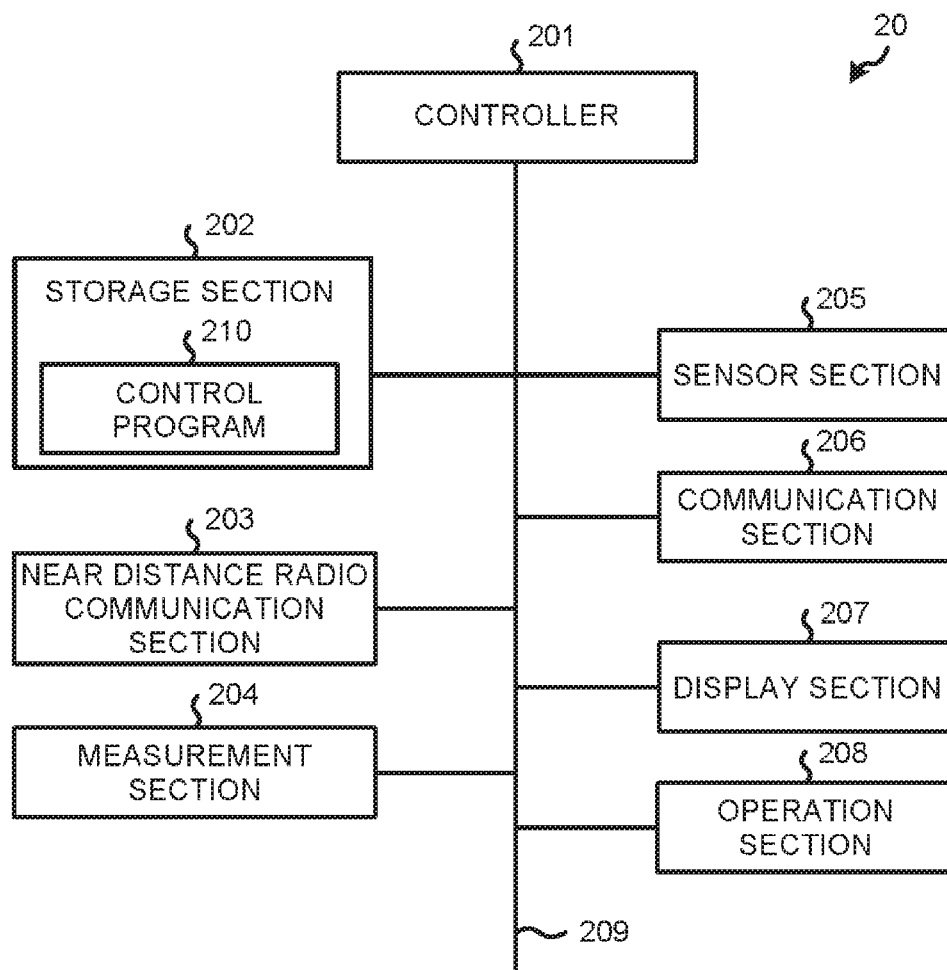 20
201
CONTROLLER
202
STORAGE SECTION
210
CONTROL
PROGRAM
205
SENSOR SECTION
206
COMMUNICATION
SECTION
203
NEAR DISTANCE RADIO
COMMUNICATION
SECTION
207
DISPLAY SECTION
204
MEASUREMENT
SECTION
208
OPERATION
SECTION
209